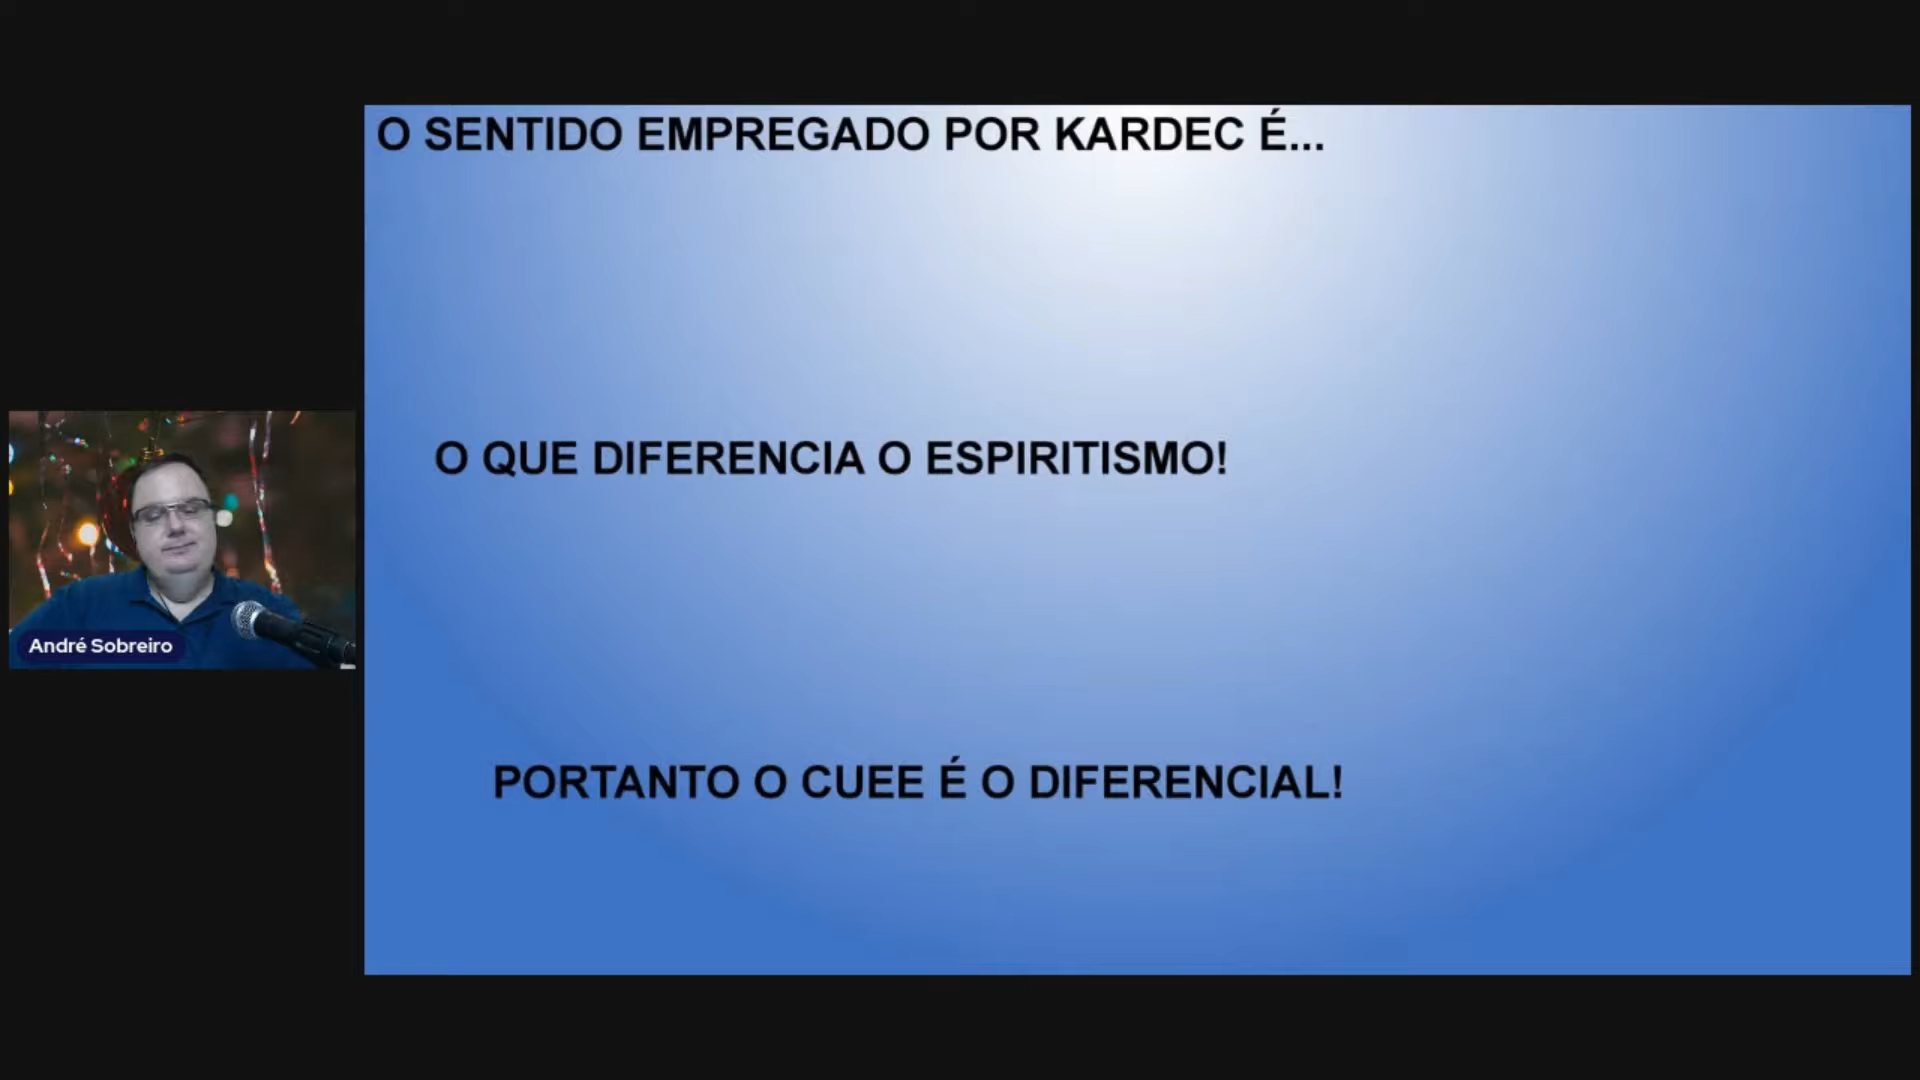 O SENTIDO EMPREGADO POR KARDEC É...
O QUE DIFERENCIA O ESPIRITISMO!
André Sobreiro
PORTANTO O CUEE É O DIFERENCIAL!